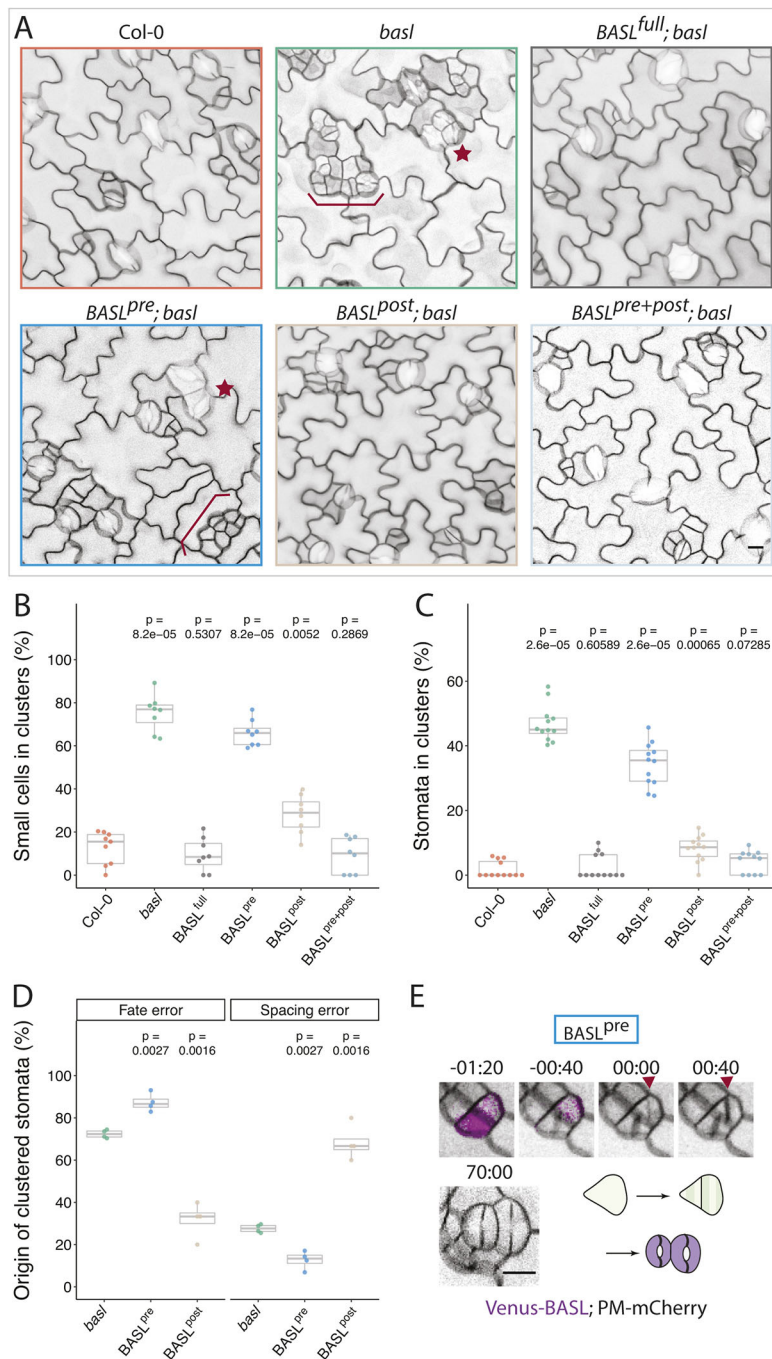 A
Col-0 basl BASLfull; basl
BASLpre; basl BASLpost; basl BASLpre+post; basl
B
p = p = p = p = p =
8.2e-05 0.5307 8.2e-05 0.0052 0.2869
Small cells in clusters (%)
100
80
60
40
20
0
Col-0 basl BASLfull BASLpre BASLpost BASLpre+post
C
p = p = p = p = p =
2.6e-05 0.60589 2.6e-05 0.00065 0.07285
Stomata in clusters (%)
60
40
20
0
Col-0 basl BASLfull BASLpre BASLpost BASLpre+post
D
Fate error Spacing error
p = p = p = p =
0.0027 0.0016 0.0027 0.0016
Origin of clustered stomata (%)
100
80
60
40
20
0
basl BASLpre BASLpost basl BASLpre BASLpost
E
BASLpre
-01:20 -00:40 00:00 00:40
70:00
Venus-BASL; PM-mCherry